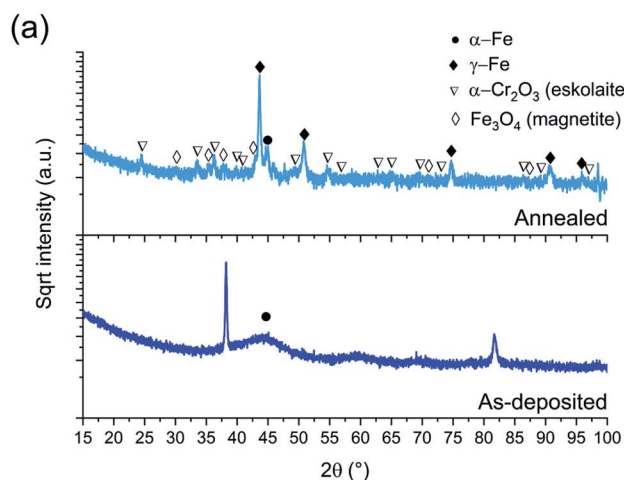 (a)
α–Fe
γ–Fe
α–Cr₂O₃ (eskolaite
Fe₃O₄ (magnetite)
Sqrt intensity (a.u.)
Annealed
As-deposited
15 20 25 30 35 40 45 50 55 60 65 70 75 80 85 90 95 100
2θ (°)